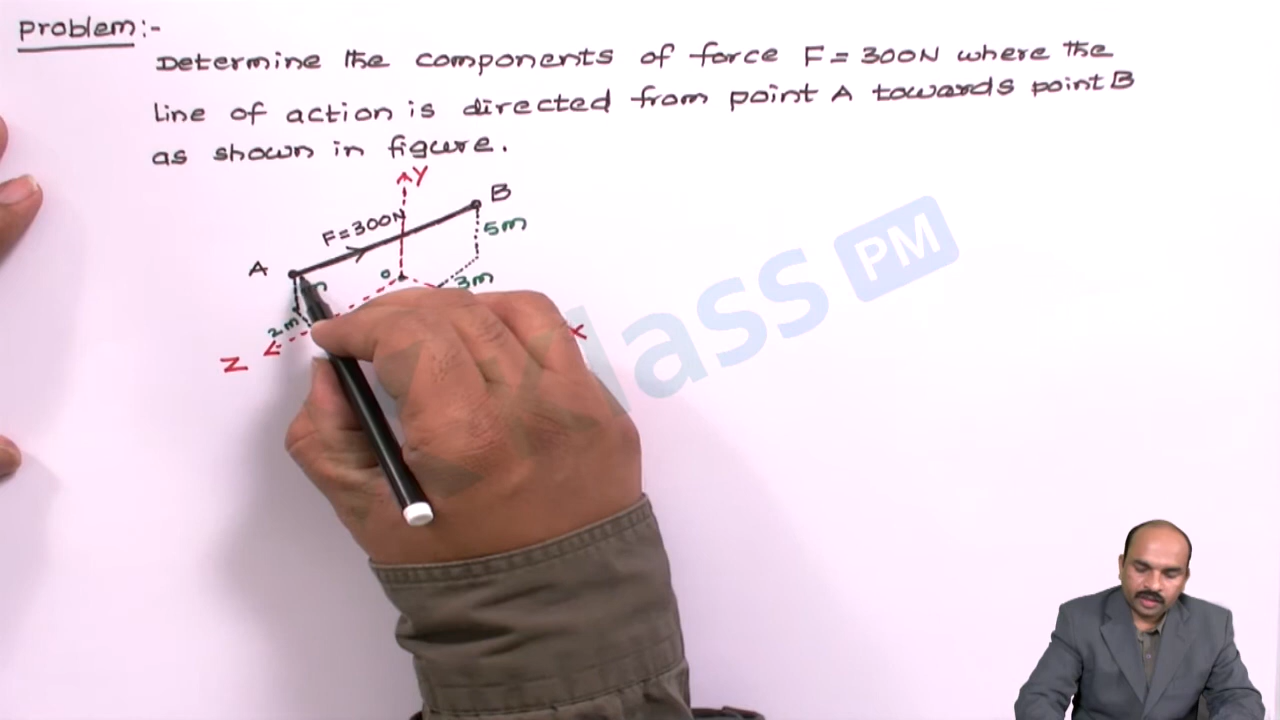 Problem:-
Determine the components of force F = 300N where the
line of action is directed from point A towards point B
as shown in figure.
Y
B
F=300N
5m
A
o
3m
2m
X
Z
klass PM